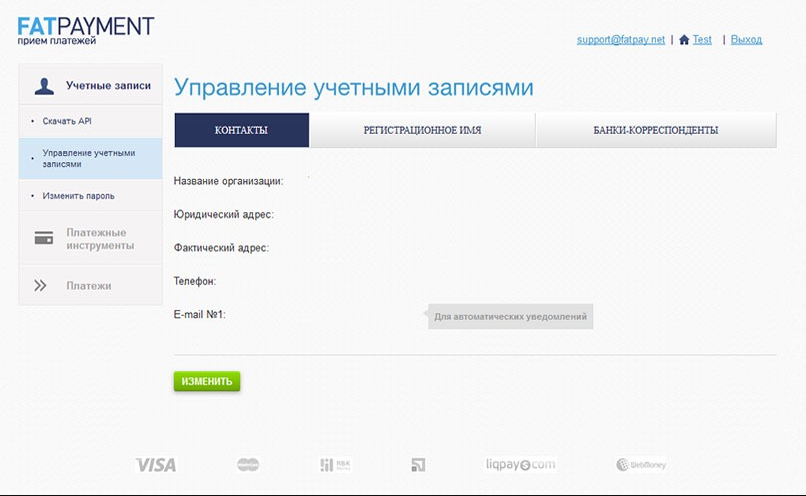 FATPAYMENT
прием платежей
support@fatpay.net | Test | Выход
Учетные записи
• Скачать API
• Управление учетными
записями
• Изменить пароль
Платежные
инструменты
Платежи
Управление учетными записями
КОНТАКТЫ
РЕГИСТРАЦИОННОЕ ИМЯ
БАНКИ-КОРРЕСПОНДЕНТЫ
Название организации:
Юридический адрес:
Фактический адрес:
Телефон:
E-mail №1:
Для автоматических уведомлений
ИЗМЕНИТЬ
VISA
RBK
liqpay$com
WebMoney